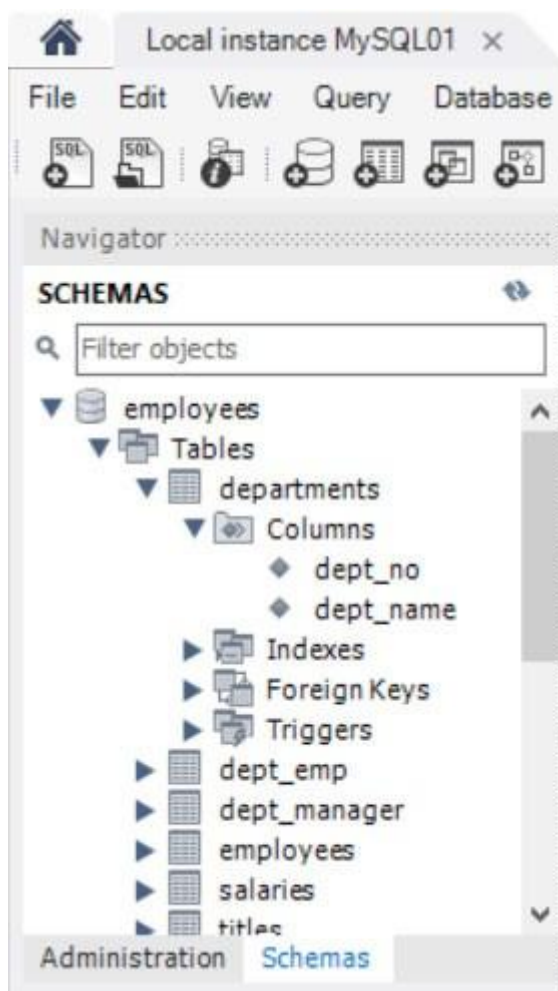 Local instance MySQL01 ×
File Edit View Query Database
SQL SQL
Navigator
SCHEMAS
Filter objects
employees
Tables
departments
Columns
dept_no
dept_name
Indexes
Foreign Keys
Triggers
dept_emp
dept_manager
employees
salaries
titles
Administration Schemas